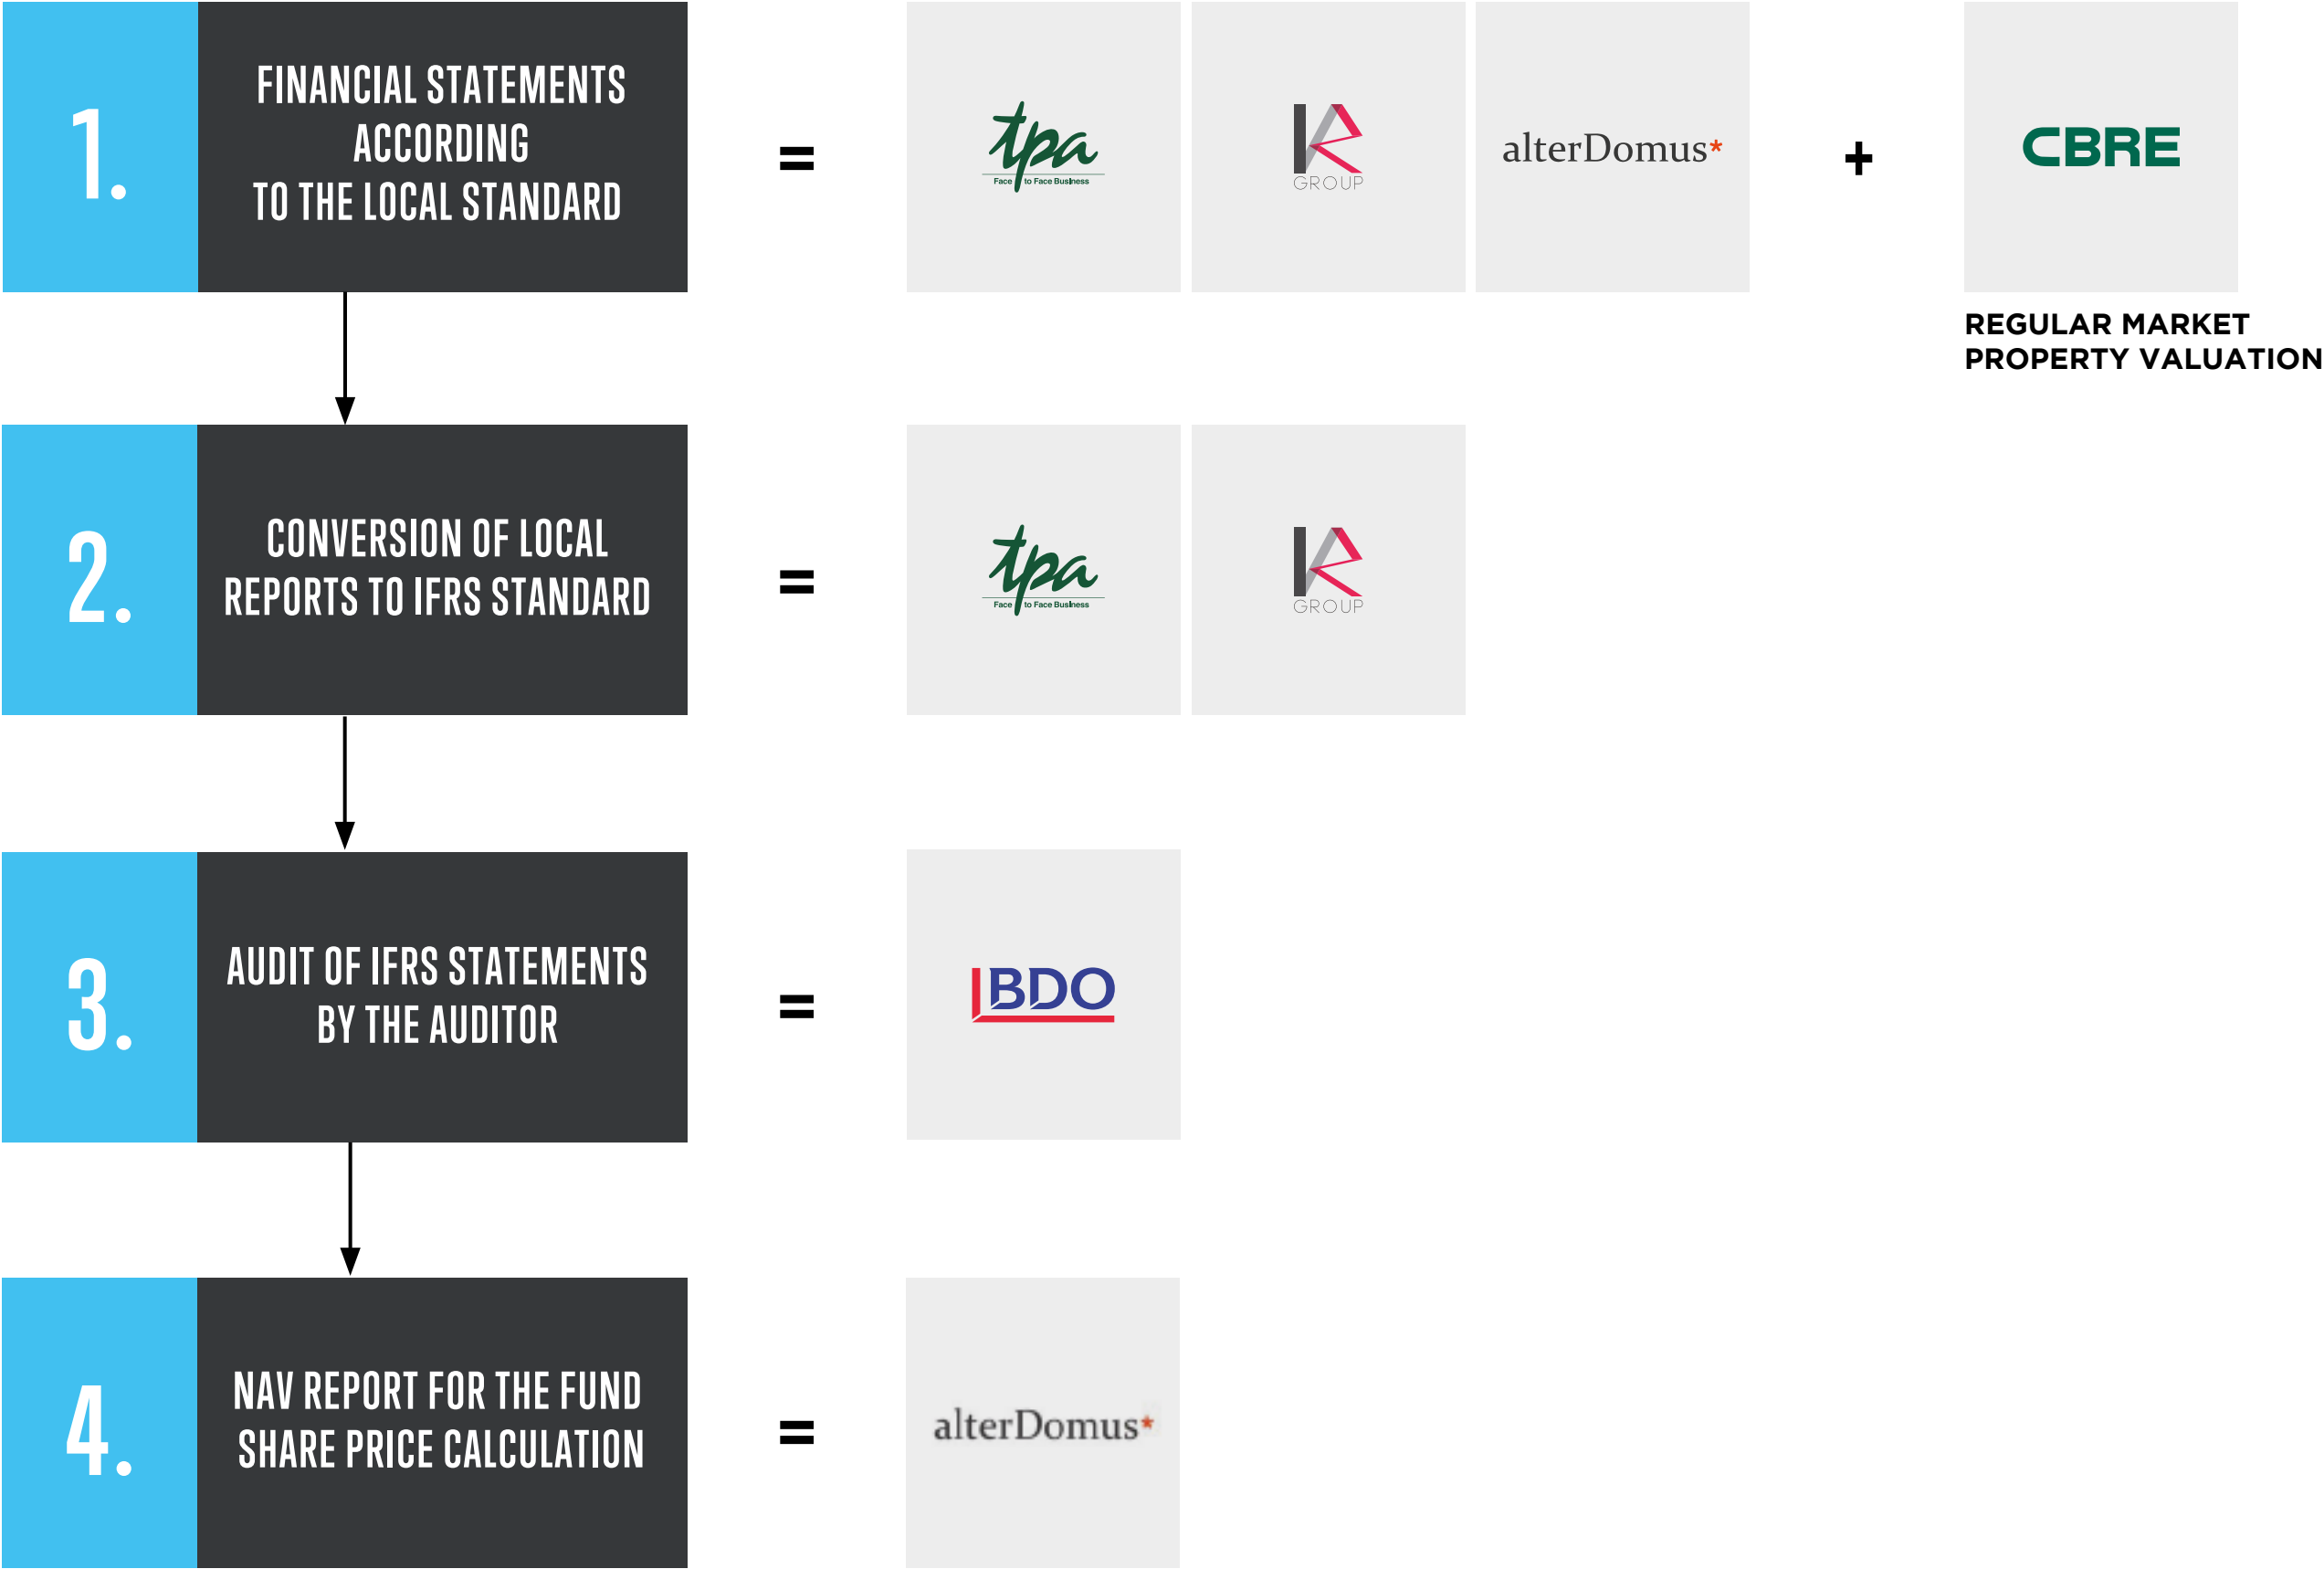 1.
FINANCIAL STATEMENTS
ACCORDING
TO THE LOCAL STANDARD
=
tpa
Face to Face Business
KR
GROUP
alterDomus*
+
CBRE
REGULAR MARKET
PROPERTY VALUATION
2.
CONVERSION OF LOCAL
REPORTS TO IFRS STANDARD
=
tpa
Face to Face Business
KR
GROUP
3.
AUDIT OF IFRS STATEMENTS
BY THE AUDITOR
=
BDO
4.
NAV REPORT FOR THE FUND
SHARE PRICE CALCULATION
=
alterDomus*